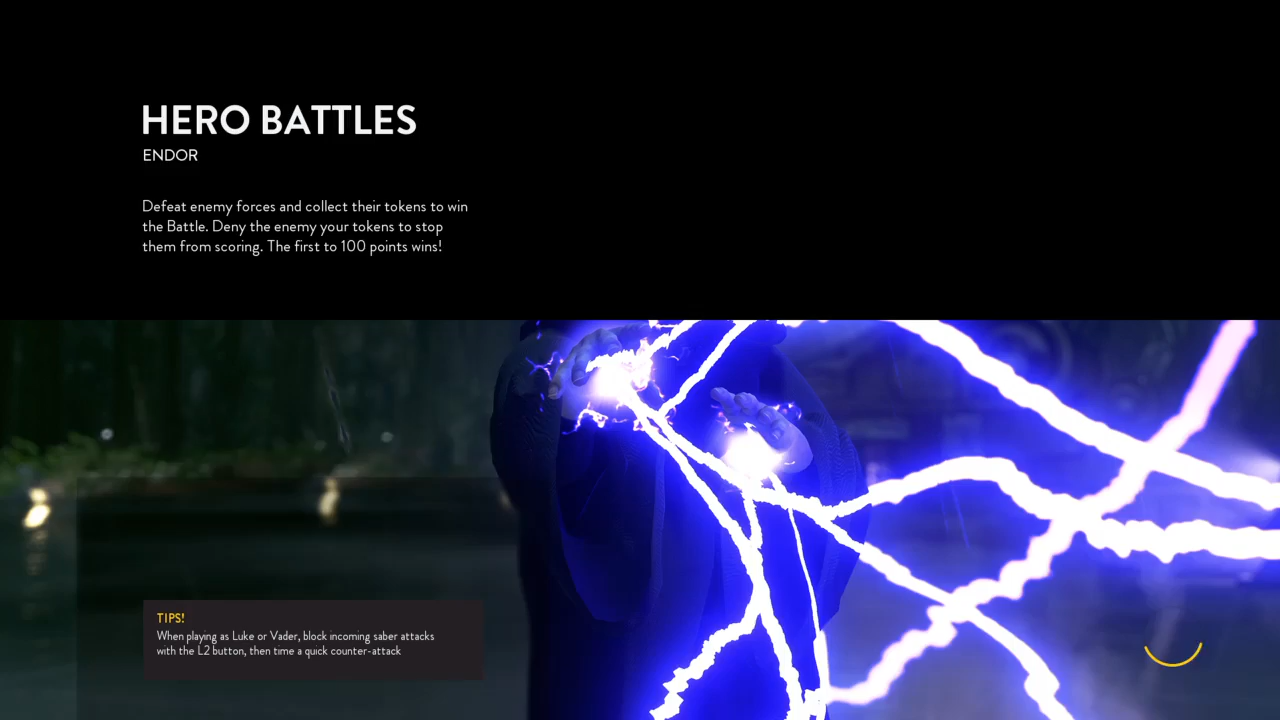 HERO BATTLES
ENDOR
Defeat enemy forces and collect their tokens to win
the Battle. Deny the enemy your tokens to stop
them from scoring. The first to 100 points wins!
TIPS!
When playing as Luke or Vader, block incoming saber attacks
with the L2 button, then time a quick counter-attack